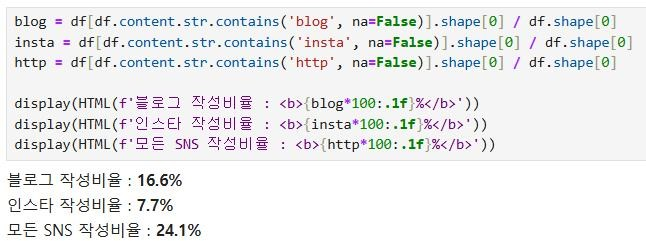 blog = df[df.content.str.contains('blog', na=False)].shape[0] / df.shape[0]
insta = df[df.content.str.contains('insta', na=False)].shape[0] / df.shape[0]
http = df[df.content.str.contains('http', na=False)].shape[0] / df.shape[0]
display(HTML(f'블로그 작성비율 : <b>{blog*100:.1f}%</b>'))
display(HTML(f'인스타 작성비율 : <b>{insta*100:.1f}%</b>'))
display(HTML(f'모든 SNS 작성비율 : <b>{http*100:.1f}%</b>'))
블로그 작성비율 : 16.6%
인스타 작성비율 : 7.7%
모든 SNS 작성비율 : 24.1%